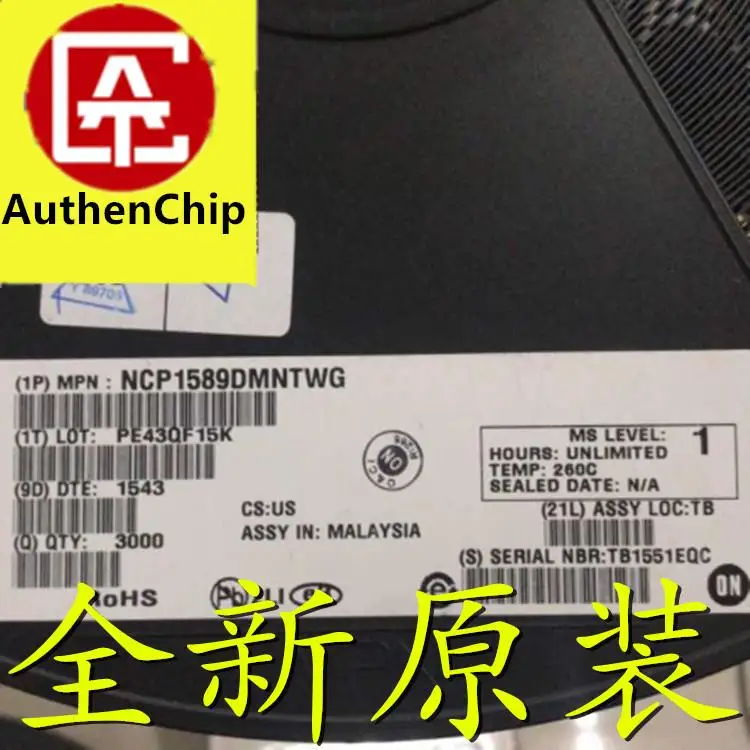 AuthenChip
(1P) MPN : NCP1589DMNTWG
(1T) LOT: PE43QF15K
(9D) DTE: 1543
(Q) QTY: 3000
CS:US
ASSY IN: MALAYSIA
MS LEVEL: 1
HOURS: UNLIMITED
TEMP: 260C
SEALED DATE: N/A
(21L) ASSY LOC:TB
(S) SERIAL NBR:TB1551EQC
RoHS
Pb
e4
ON
全新原装